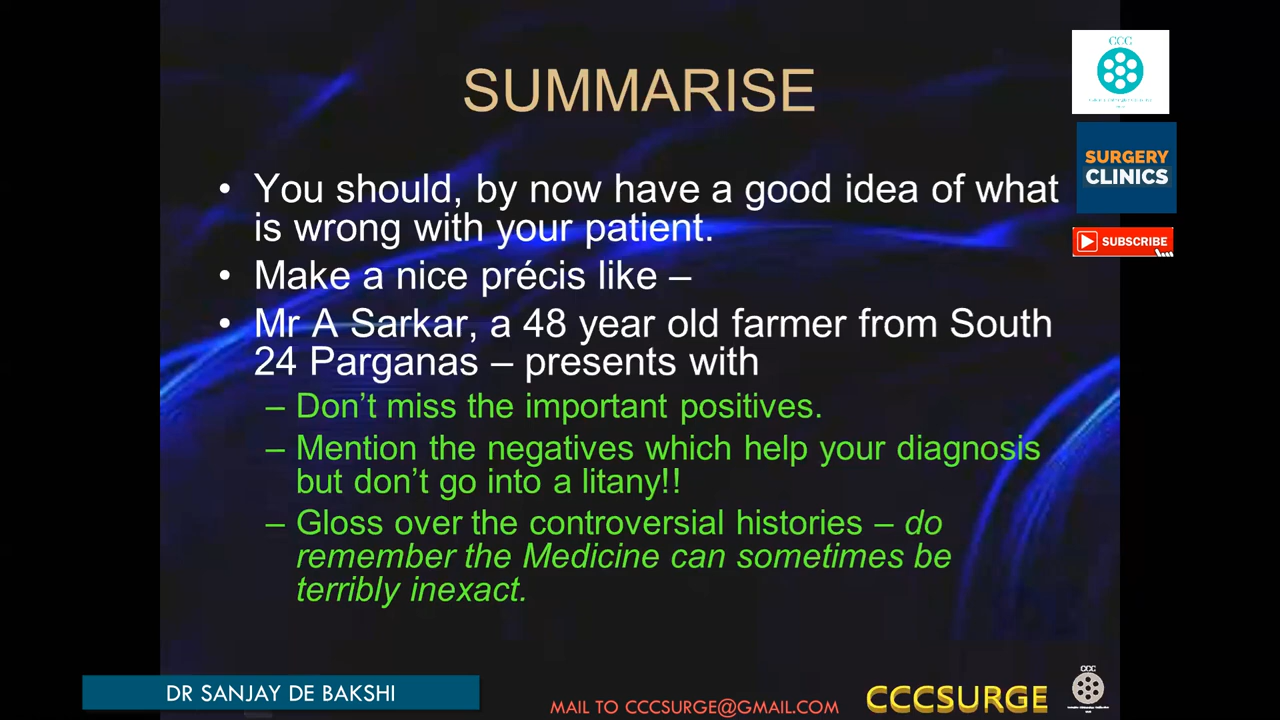 SUMMARISE
• You should, by now have a good idea of what
is wrong with your patient.
• Make a nice précis like –
• Mr A Sarkar, a 48 year old farmer from South
24 Parganas – presents with
– Don't miss the important positives.
– Mention the negatives which help your diagnosis
but don't go into a litany!!
– Gloss over the controversial histories – do
remember the Medicine can sometimes be
terribly inexact.
CCC
SURGERY
CLINICS
SUBSCRIBE
DR SANJAY DE BAKSHI
MAIL TO CCCSURGE@GMAIL.COM
CCCSURGE
CCC